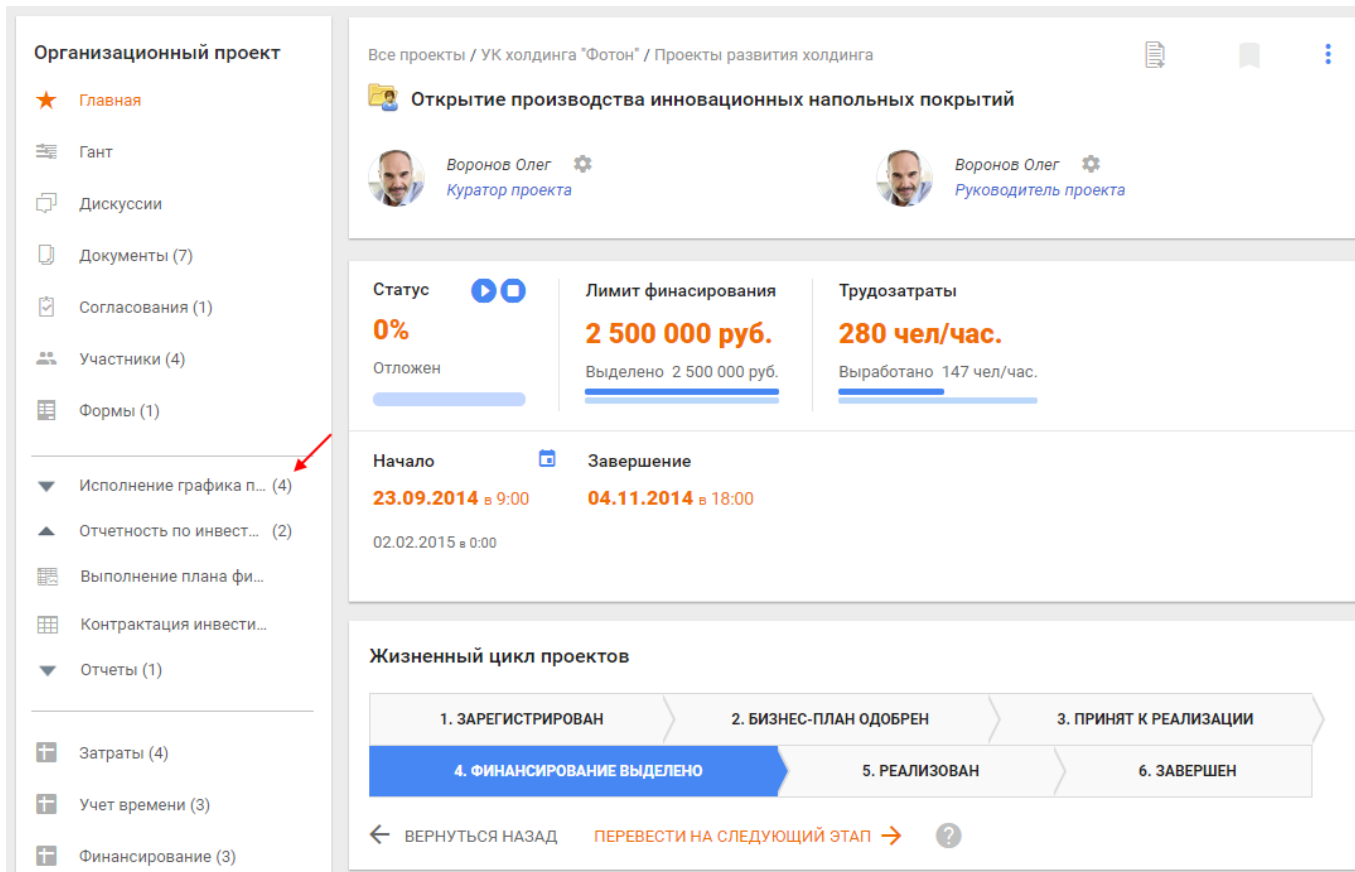 Организационный проект
Главная
Гант
Дискуссии
Документы (7)
Согласования (1)
Участники (4)
Формы (1)
Исполнение графика п... (4)
Отчетность по инвест... (2)
Выполнение плана фи...
Контрактация инвести...
Отчеты (1)
Затраты (4)
Учет времени (3)
Финансирование (3)
Все проекты / УК холдинга "Фотон" / Проекты развития холдинга
Открытие производства инновационных напольных покрытий
Воронов Олег
Куратор проекта
Воронов Олег
Руководитель проекта
Статус
0%
Отложен
Лимит финасирования
2 500 000 руб.
Выделено 2 500 000 руб.
Трудозатраты
280 чел/час.
Выработано 147 чел/час.
Начало
23.09.2014 в 9:00
02.02.2015 в 0:00
Завершение
04.11.2014 в 18:00
Жизненный цикл проектов
1. ЗАРЕГИСТРИРОВАН
2. БИЗНЕС-ПЛАН ОДОБРЕН
3. ПРИНЯТ К РЕАЛИЗАЦИИ
4. ФИНАНСИРОВАНИЕ ВЫДЕЛЕНО
5. РЕАЛИЗОВАН
6. ЗАВЕРШЕН
ВЕРНУТЬСЯ НАЗАД
ПЕРЕВЕСТИ НА СЛЕДУЮЩИЙ ЭТАП
?